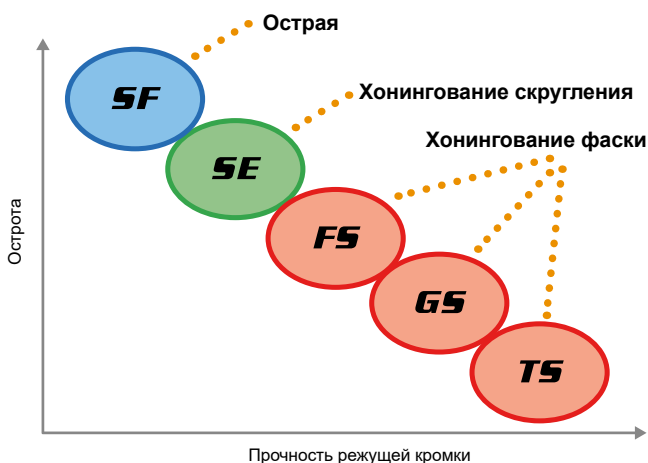 Острая
SF
Хонингование скругления
SE
Хонингование фаски
FS
GS
TS
Острота
Прочность режущей кромки